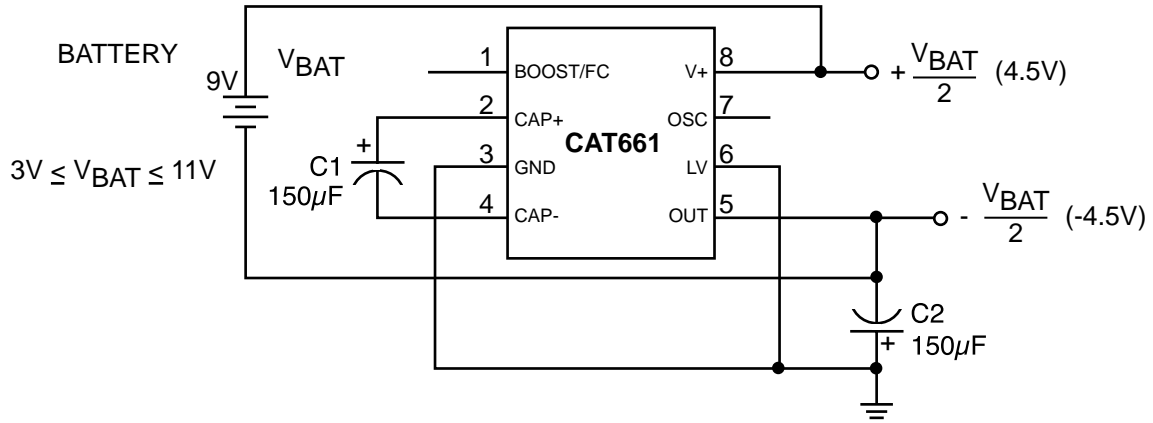 BATTERY
9V
VBAT
3V ≤ VBAT ≤ 11V
1
BOOST/FC
2
CAP+
3
GND
4
CAP-
CAT661
8
V+
7
OSC
6
LV
5
OUT
+
C1
150µF
+ VBAT/2 (4.5V)
- VBAT/2 (-4.5V)
C2
+
150µF